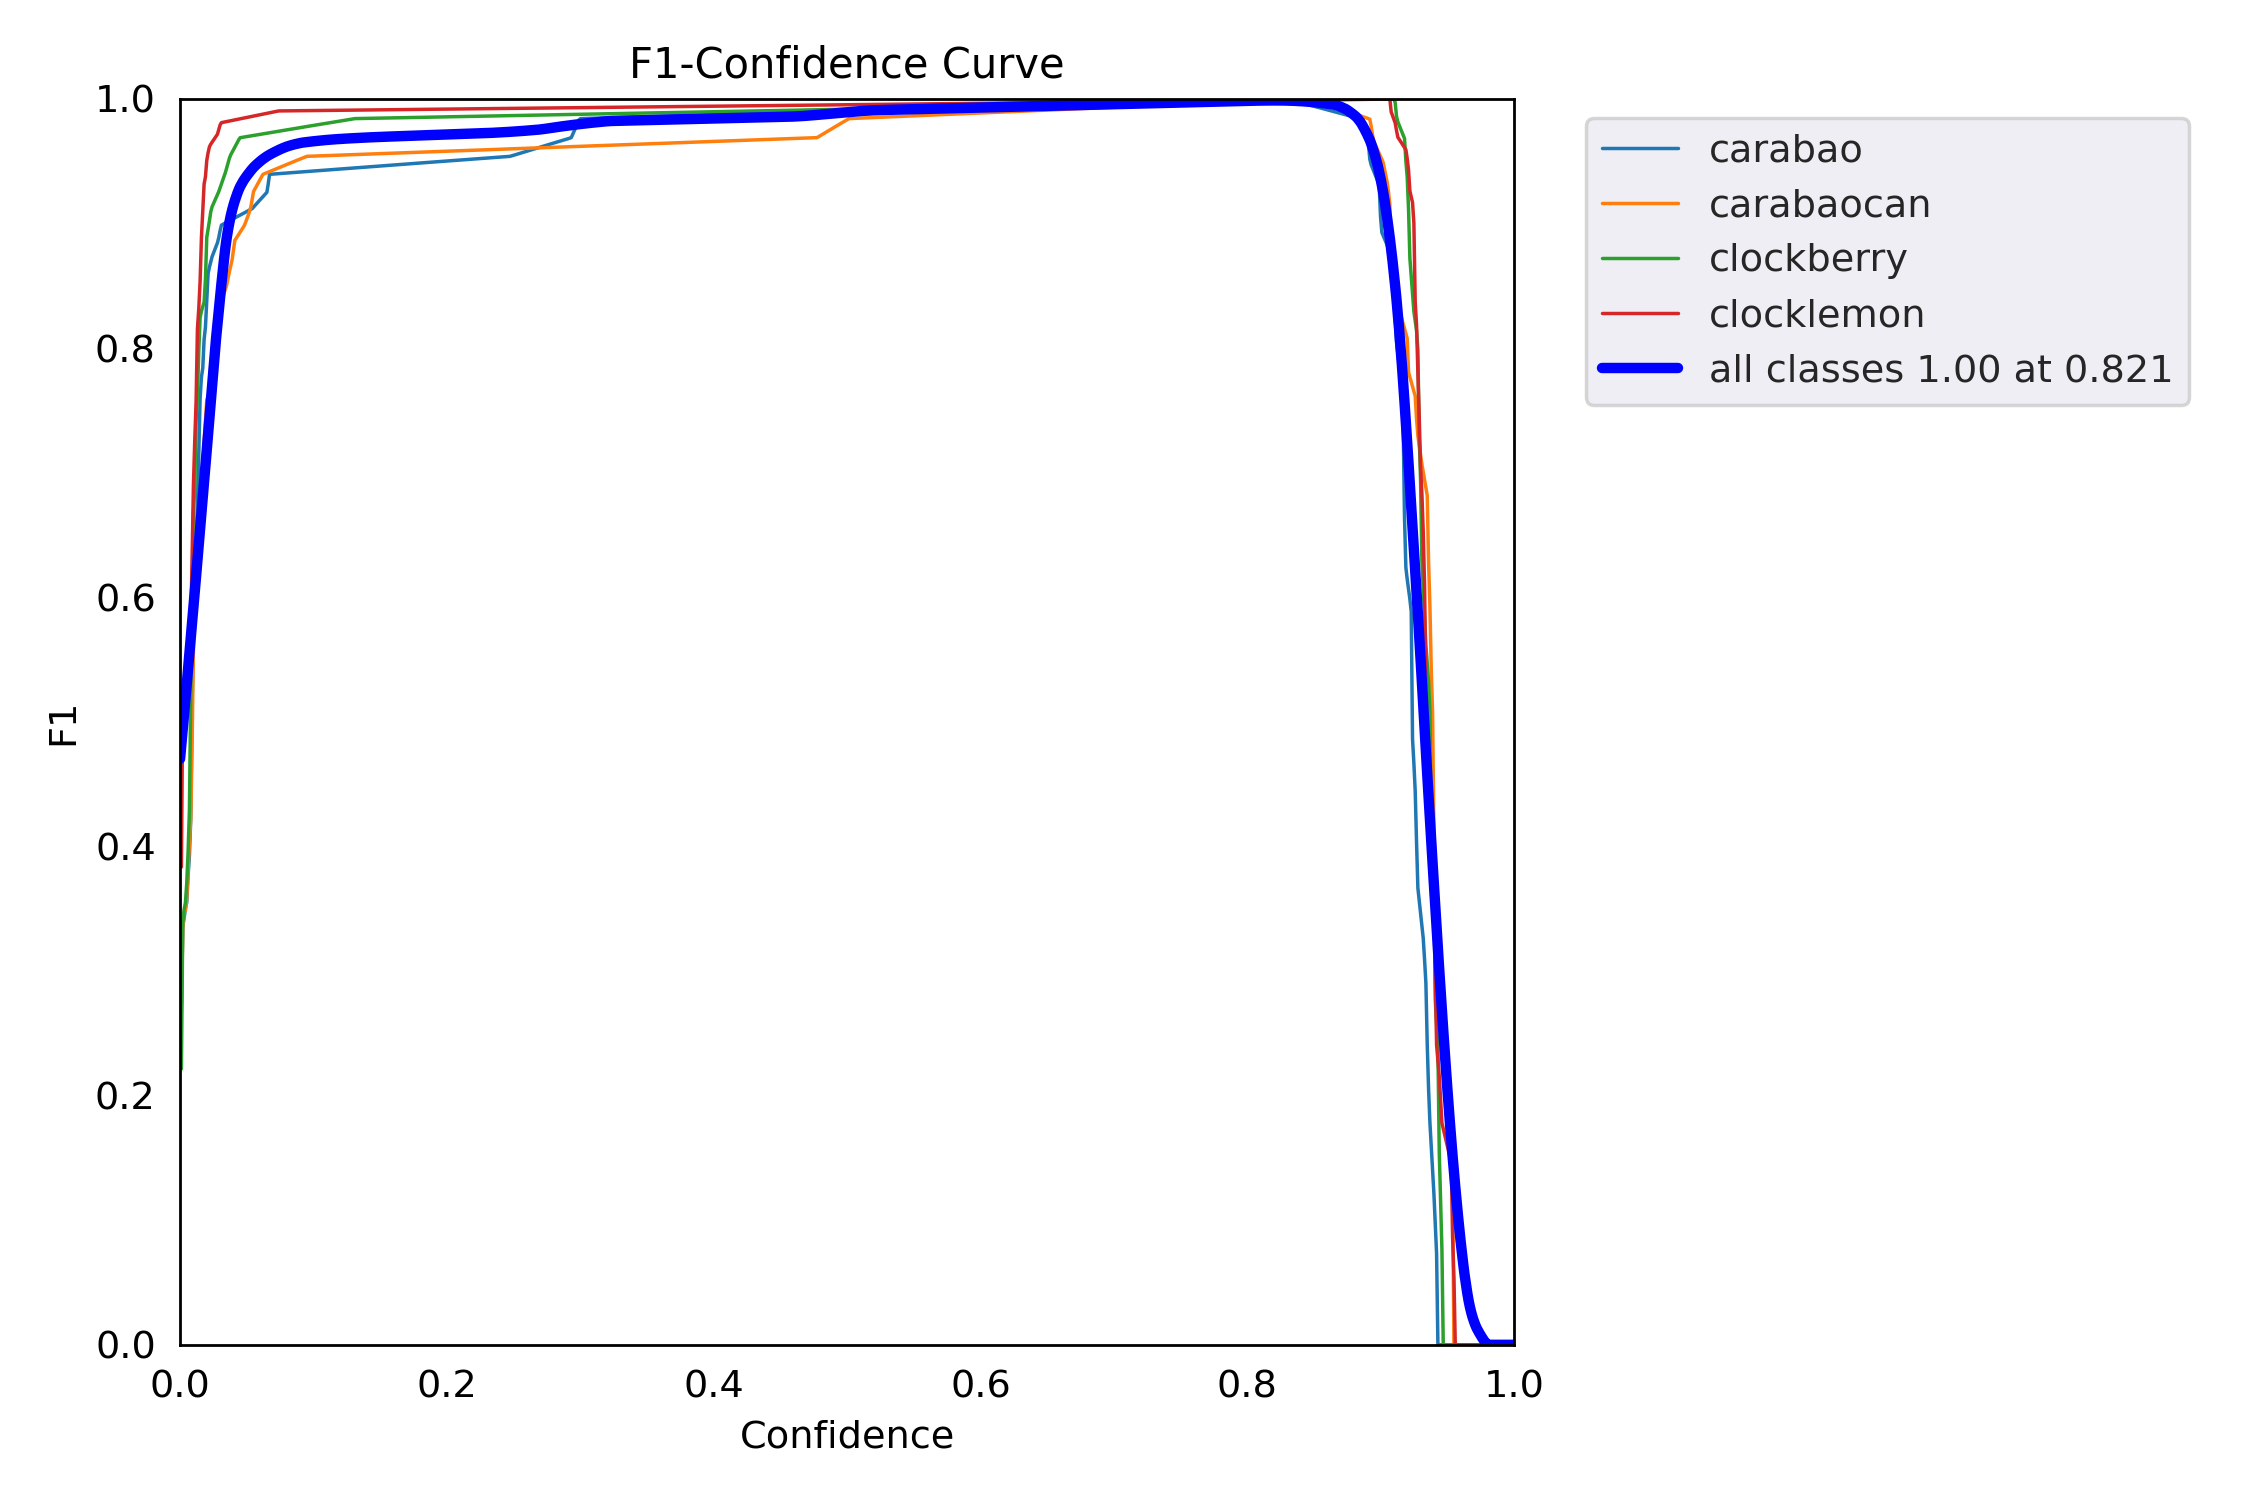 F1-Confidence Curve
1.0
0.8
0.6
0.4
0.2
0.0
F1
0.0 0.2 0.4 0.6 0.8 1.0
Confidence
carabao
carabaocan
clockberry
clocklemon
all classes 1.00 at 0.821